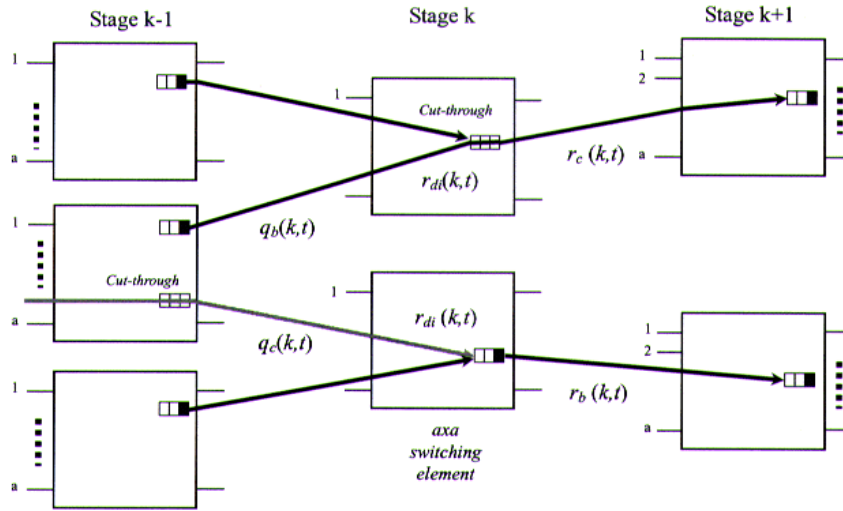 Stage k-1
Stage k
Stage k+1
1
a
1
Cut-through
r_di(k,t)
1
2
a
r_c (k,t)
q_b(k,t)
1
Cut-through
a
q_c(k,t)
1
r_di (k,t)
r_b (k,t)
1
2
a
1
a
axa
switching
element